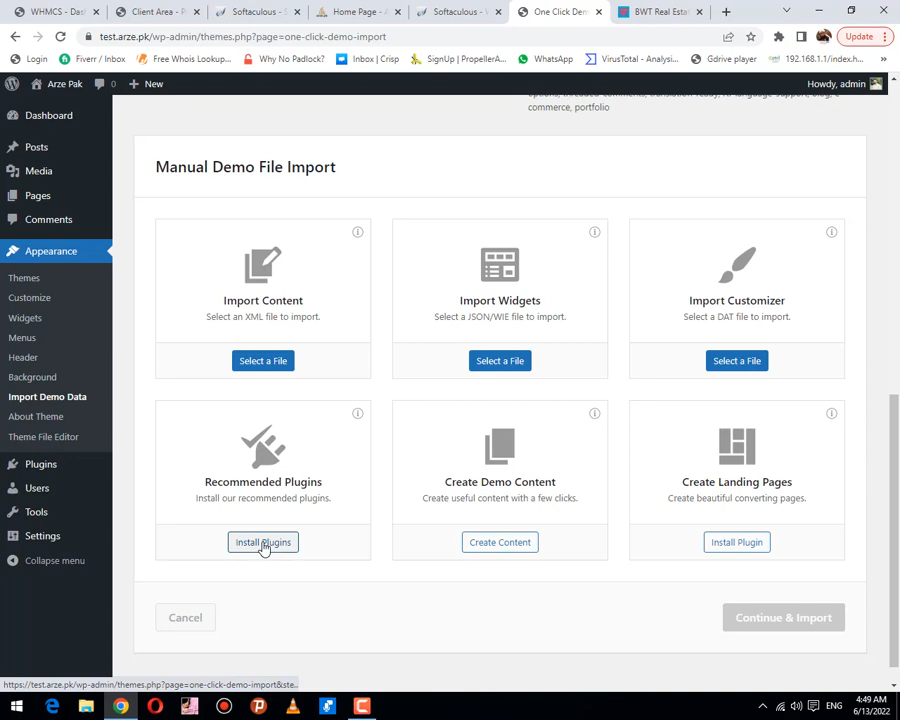 WHMCS - Das
Client Area - P
Softaculous - S
Home Page - A
Softaculous - W
One Click Dem
BWT Real Estat
test.arze.pk/wp-admin/themes.php?page=one-click-demo-import
Update
Login
Fiverr / Inbox
Free Whois Lookup...
Why No Padlock?
Inbox | Crisp
SignUp | PropellerA...
WhatsApp
VirusTotal - Analysi...
Gdrive player
192.168.1.1/index.h...
Arze Pak
0
New
Howdy, admin
commerce, portfolio
Dashboard
Posts
Media
Pages
Comments
Appearance
Themes
Customize
Widgets
Menus
Header
Background
Import Demo Data
About Theme
Theme File Editor
Plugins
Users
Tools
Settings
Collapse menu
Manual Demo File Import
Import Content
Select an XML file to import.
Select a File
Import Widgets
Select a JSON/WIE file to import.
Select a File
Import Customizer
Select a DAT file to import.
Select a File
Recommended Plugins
Install our recommended plugins.
Install Plugins
Create Demo Content
Create useful content with a few clicks.
Create Content
Create Landing Pages
Create beautiful converting pages.
Install Plugin
Cancel
Continue & Import
https://test.arze.pk/wp-admin/themes.php?page=one-click-demo-import&ste...
ENG
4:49 AM
6/13/2022